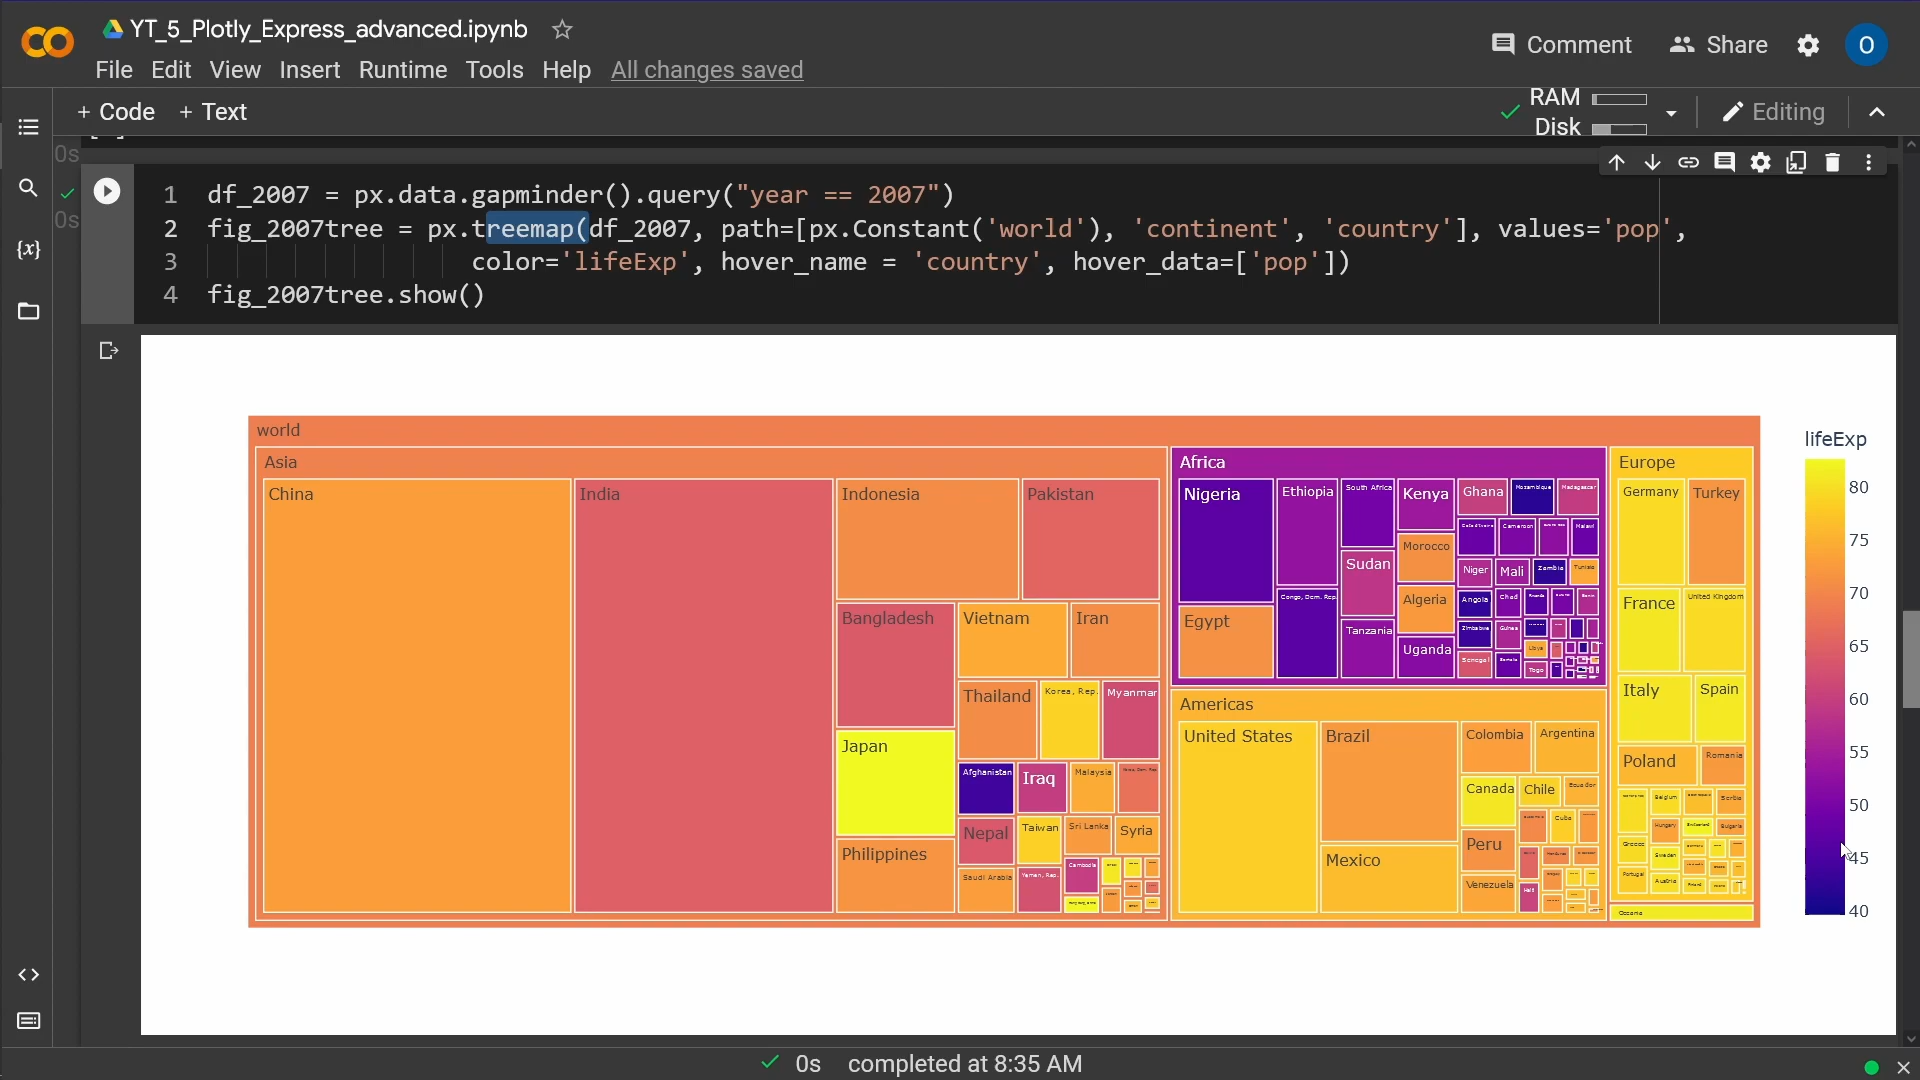 YT_5_Plotly_Express_advanced.ipynb
Comment Share O
File Edit View Insert Runtime Tools Help All changes saved
+ Code + Text
RAM
Disk
Editing
0s
0s
{x}
1 df_2007 = px.data.gapminder().query("year == 2007")
2 fig_2007tree = px.treemap(df_2007, path=[px.Constant('world'), 'continent', 'country'], values='pop',
3 color='lifeExp', hover_name = 'country', hover_data=['pop'])
4 fig_2007tree.show()
world
Asia
China
India
Indonesia
Pakistan
Bangladesh
Vietnam
Iran
Thailand
Korea, Rep.
Myanmar
Japan
Afghanistan
Iraq
Malaysia
Nepal
Taiwan
Sri Lanka
Syria
Philippines
Saudi Arabia
Yemen, Rep.
Cambodia
Africa
Nigeria
Ethiopia
South Africa
Kenya
Ghana
Mozambique
Madagascar
Cameroon
Malawi
Morocco
Sudan
Niger
Mali
Zambia
Tunisia
Egypt
Congo, Dem. Rep.
Algeria
Angola
Chad
Tanzania
Zimbabwe
Guinea
Uganda
Senegal
Somalia
Libya
Togo
Americas
United States
Brazil
Colombia
Argentina
Canada
Chile
Ecuador
Cuba
Mexico
Peru
Venezuela
Haiti
Europe
Germany
Turkey
France
United Kingdom
Italy
Spain
Poland
Romania
Belgium
Serbia
Hungary
Switzerland
Bulgaria
Greece
Sweden
Portugal
Austria
Oceania
lifeExp
80
75
70
65
60
55
50
45
40
0s completed at 8:35 AM